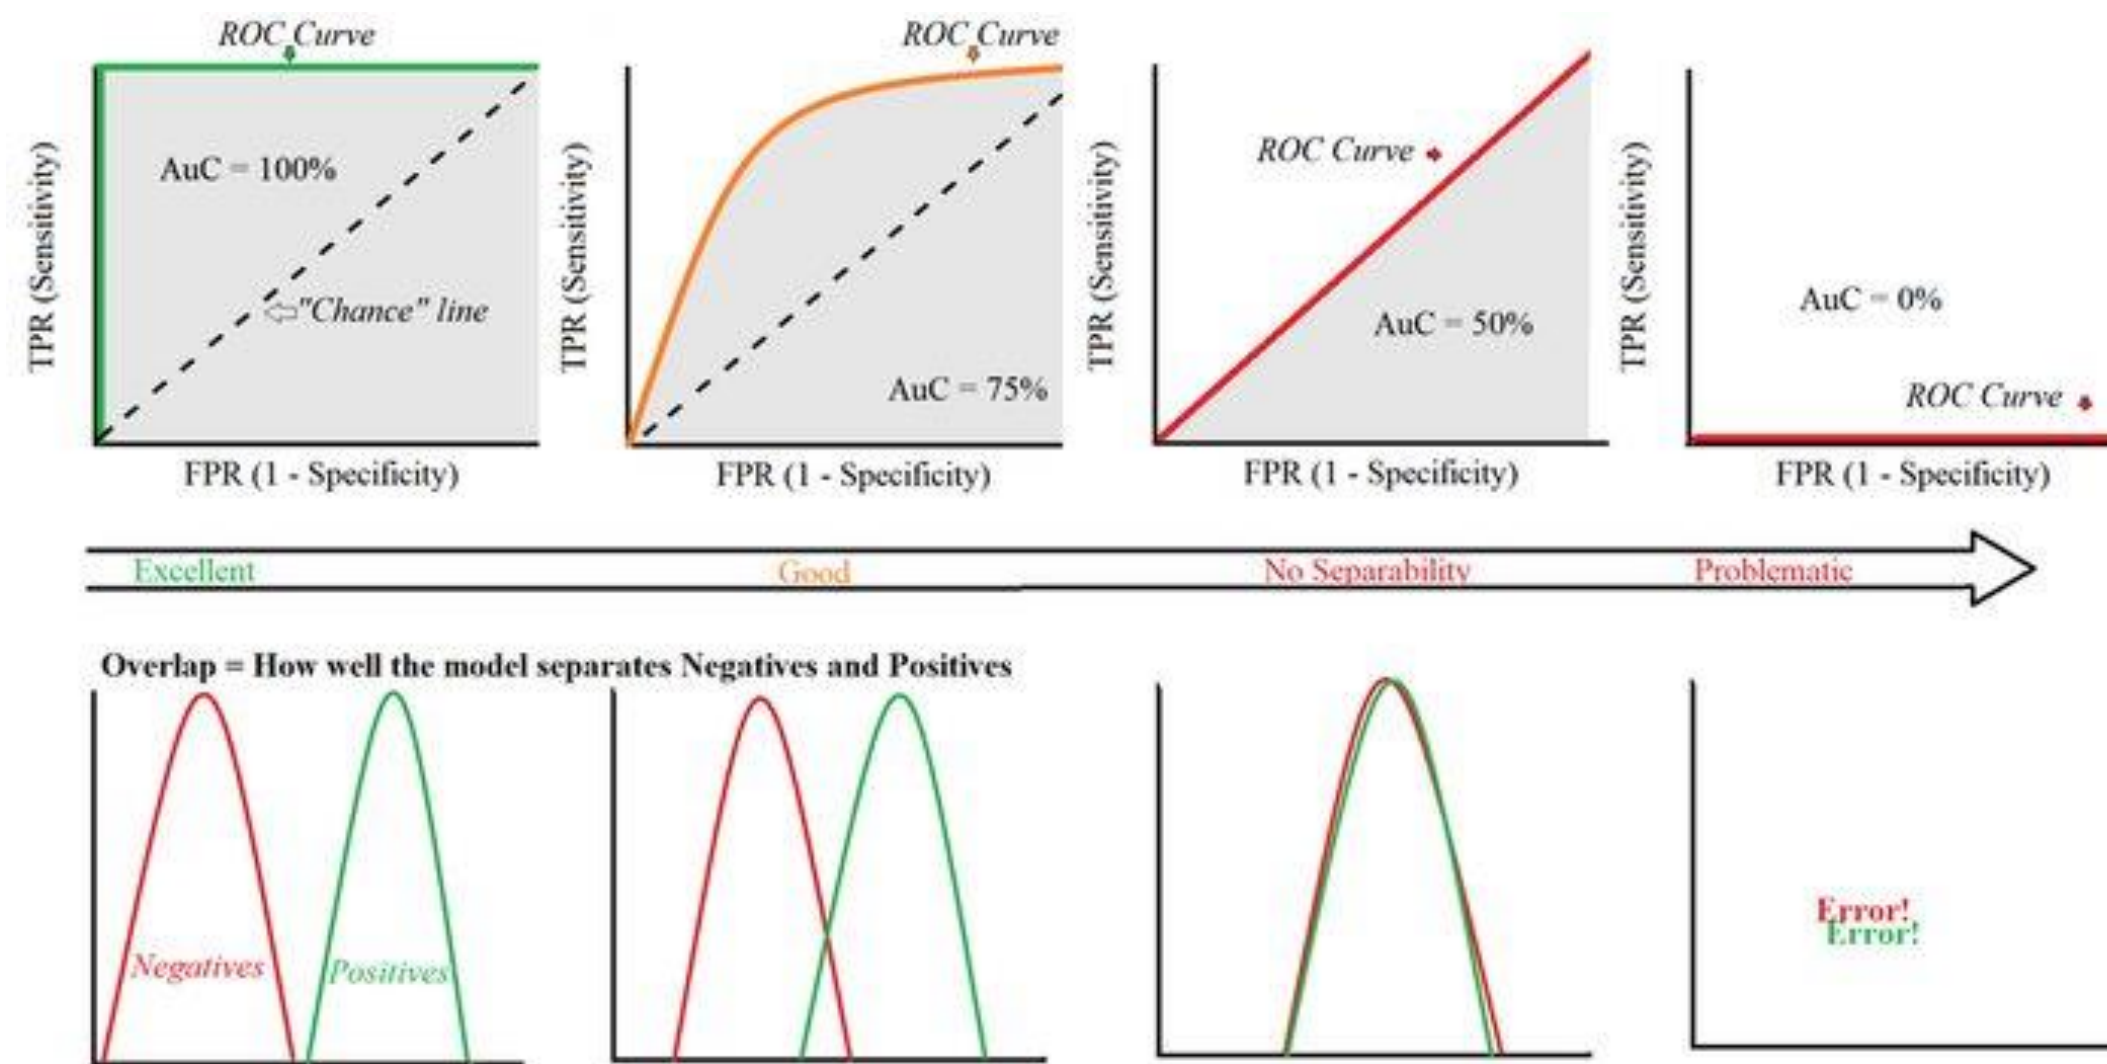 ROC Curve
TPR (Sensitivity)
AuC = 100%
"Chance" line
FPR (1 - Specificity)
ROC Curve
TPR (Sensitivity)
AuC = 75%
FPR (1 - Specificity)
ROC Curve
TPR (Sensitivity)
AuC = 50%
FPR (1 - Specificity)
TPR (Sensitivity)
AuC = 0%
ROC Curve
FPR (1 - Specificity)
Excellent
Good
No Separability
Problematic
Overlap = How well the model separates Negatives and Positives
Negatives
Positives
Error!
Error!